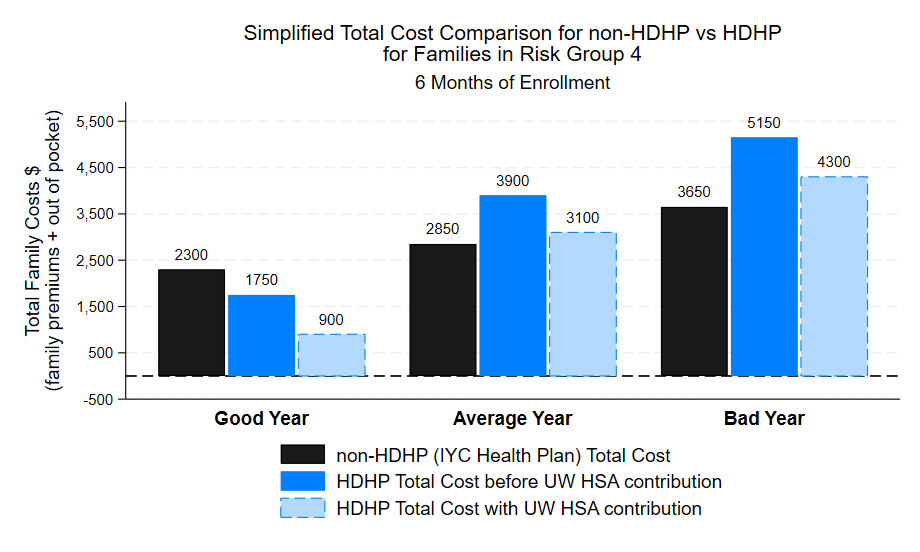 Simplified Total Cost Comparison for non-HDHP vs HDHP
for Families in Risk Group 4
6 Months of Enrollment
Total Family Costs $
(family premiums + out of pocket)
5,500
4,500
3,500
2,500
1,500
500
-500
2300
1750
900
2850
3900
3100
3650
5150
4300
Good Year
Average Year
Bad Year
non-HDHP (IYC Health Plan) Total Cost
HDHP Total Cost before UW HSA contribution
HDHP Total Cost with UW HSA contribution